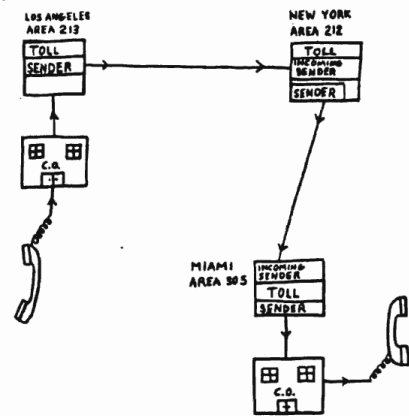 LOS ANGELES
AREA 213
TOLL
SENDER
C.O.
NEW YORK
AREA 212
TOLL
INCOMING
SENDER
SENDER
MIAMI
AREA 305
INCOMING
SENDER
TOLL
SENDER
C.O.